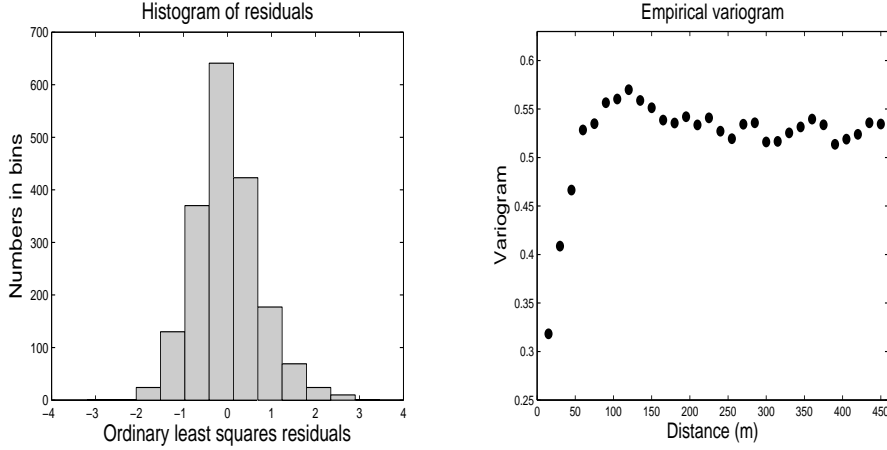 Histogram of residuals
700
600
500
400
300
200
100
0
Numbers in bins
−4 −3 −2 −1 0 1 2 3 4
Ordinary least squares residuals
Empirical variogram
0.6
0.55
0.5
0.45
0.4
0.35
0.3
0.25
Variogram
0 50 100 150 200 250 300 350 400 450
Distance (m)